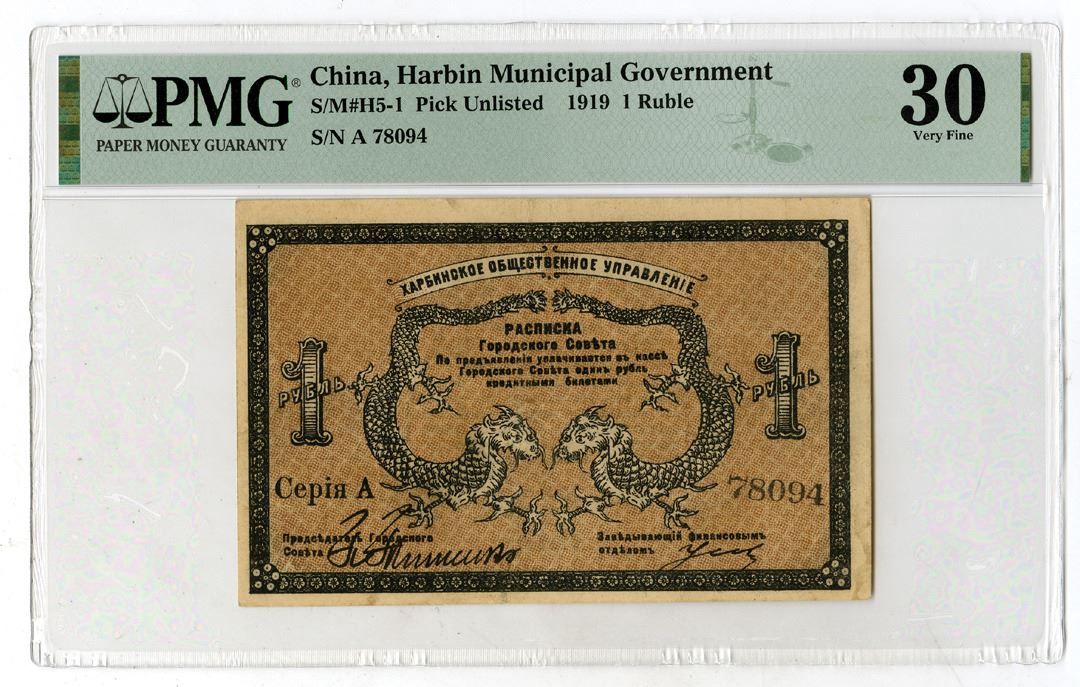 PMG®
PAPER MONEY GUARANTY
China, Harbin Municipal Government
S/M#H5-1 Pick Unlisted 1919 1 Ruble
S/N A 78094
30
Very Fine
ХАРБИНСКОЕ ОБЩЕСТВЕННОЕ УПРАВЛЕНІЕ
РАСПИСКА
Городского Совѣта
По предъявленіи уплачивается въ кассѣ
Городского Совѣта одинъ рубль
кредитными билетами
1 РУБЛЬ
1 РУБЛЬ
Серія А
78094
Предсѣдатель Городского
Совѣта
Завѣдывающій финансовымъ
отдѣломъ